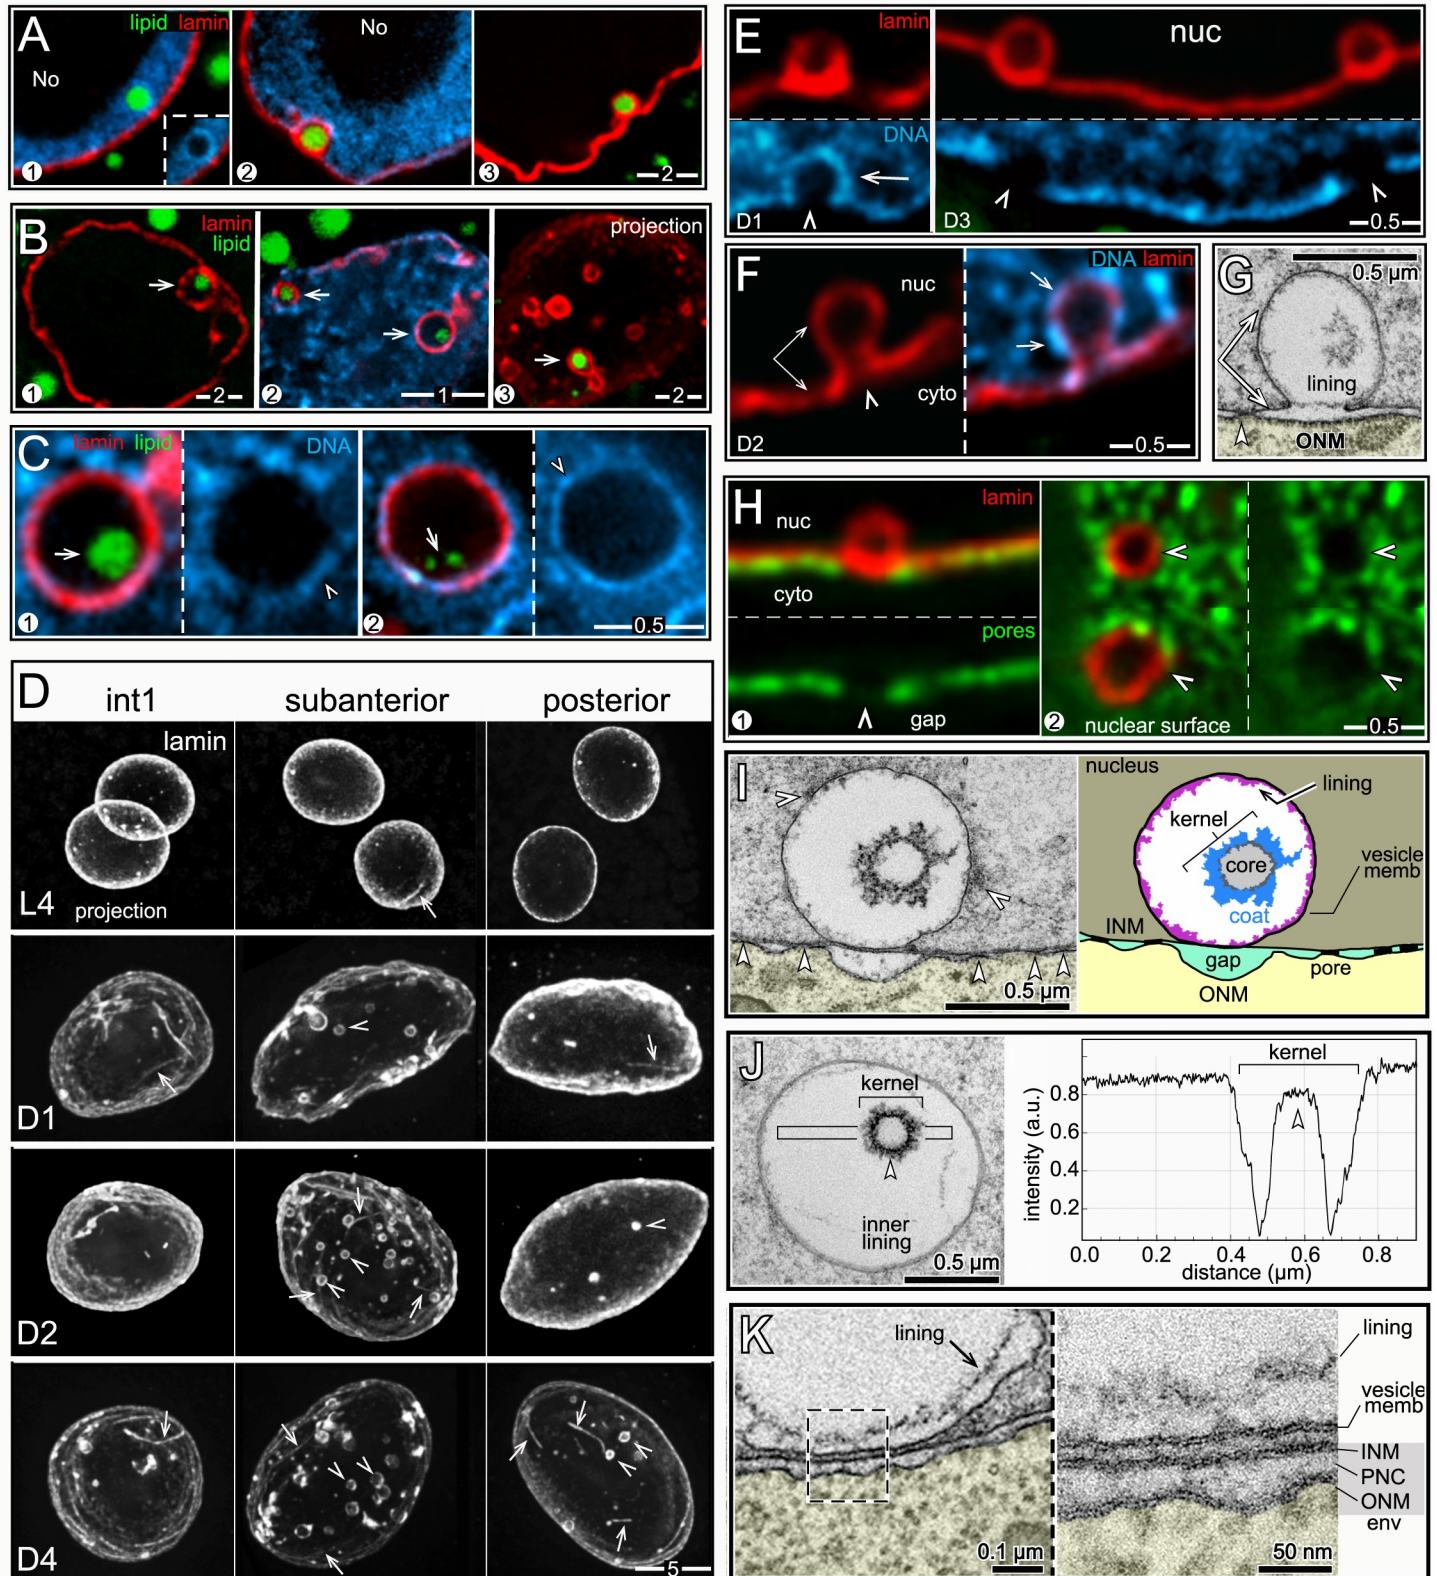 A
lipid lamin
No
1
No
2
3
2
B
lamin
lipid
1
2
2
1
projection
3
2
C
lamin lipid
DNA
1
2
0.5
D
int1
subanterior
posterior
lamin
L4
projection
D1
D2
D4
5
E
lamin
nuc
DNA
D1
D3
0.5
F
nuc
cyto
D2
DNA lamin
0.5
G
0.5 µm
lining
ONM
H
lamin
nuc
cyto
pores
1
gap
2
nuclear surface
0.5
I
0.5 µm
nucleus
lining
kernel
core
vesicle
memb
coat
INM
gap
pore
ONM
J
kernel
inner
lining
0.5 µm
kernel
intensity (a.u.)
0.8
0.6
0.4
0.2
0.0 0.2 0.4 0.6 0.8
distance (µm)
K
lining
0.1 µm
lining
vesicle
memb
INM
PNC
ONM
env
50 nm